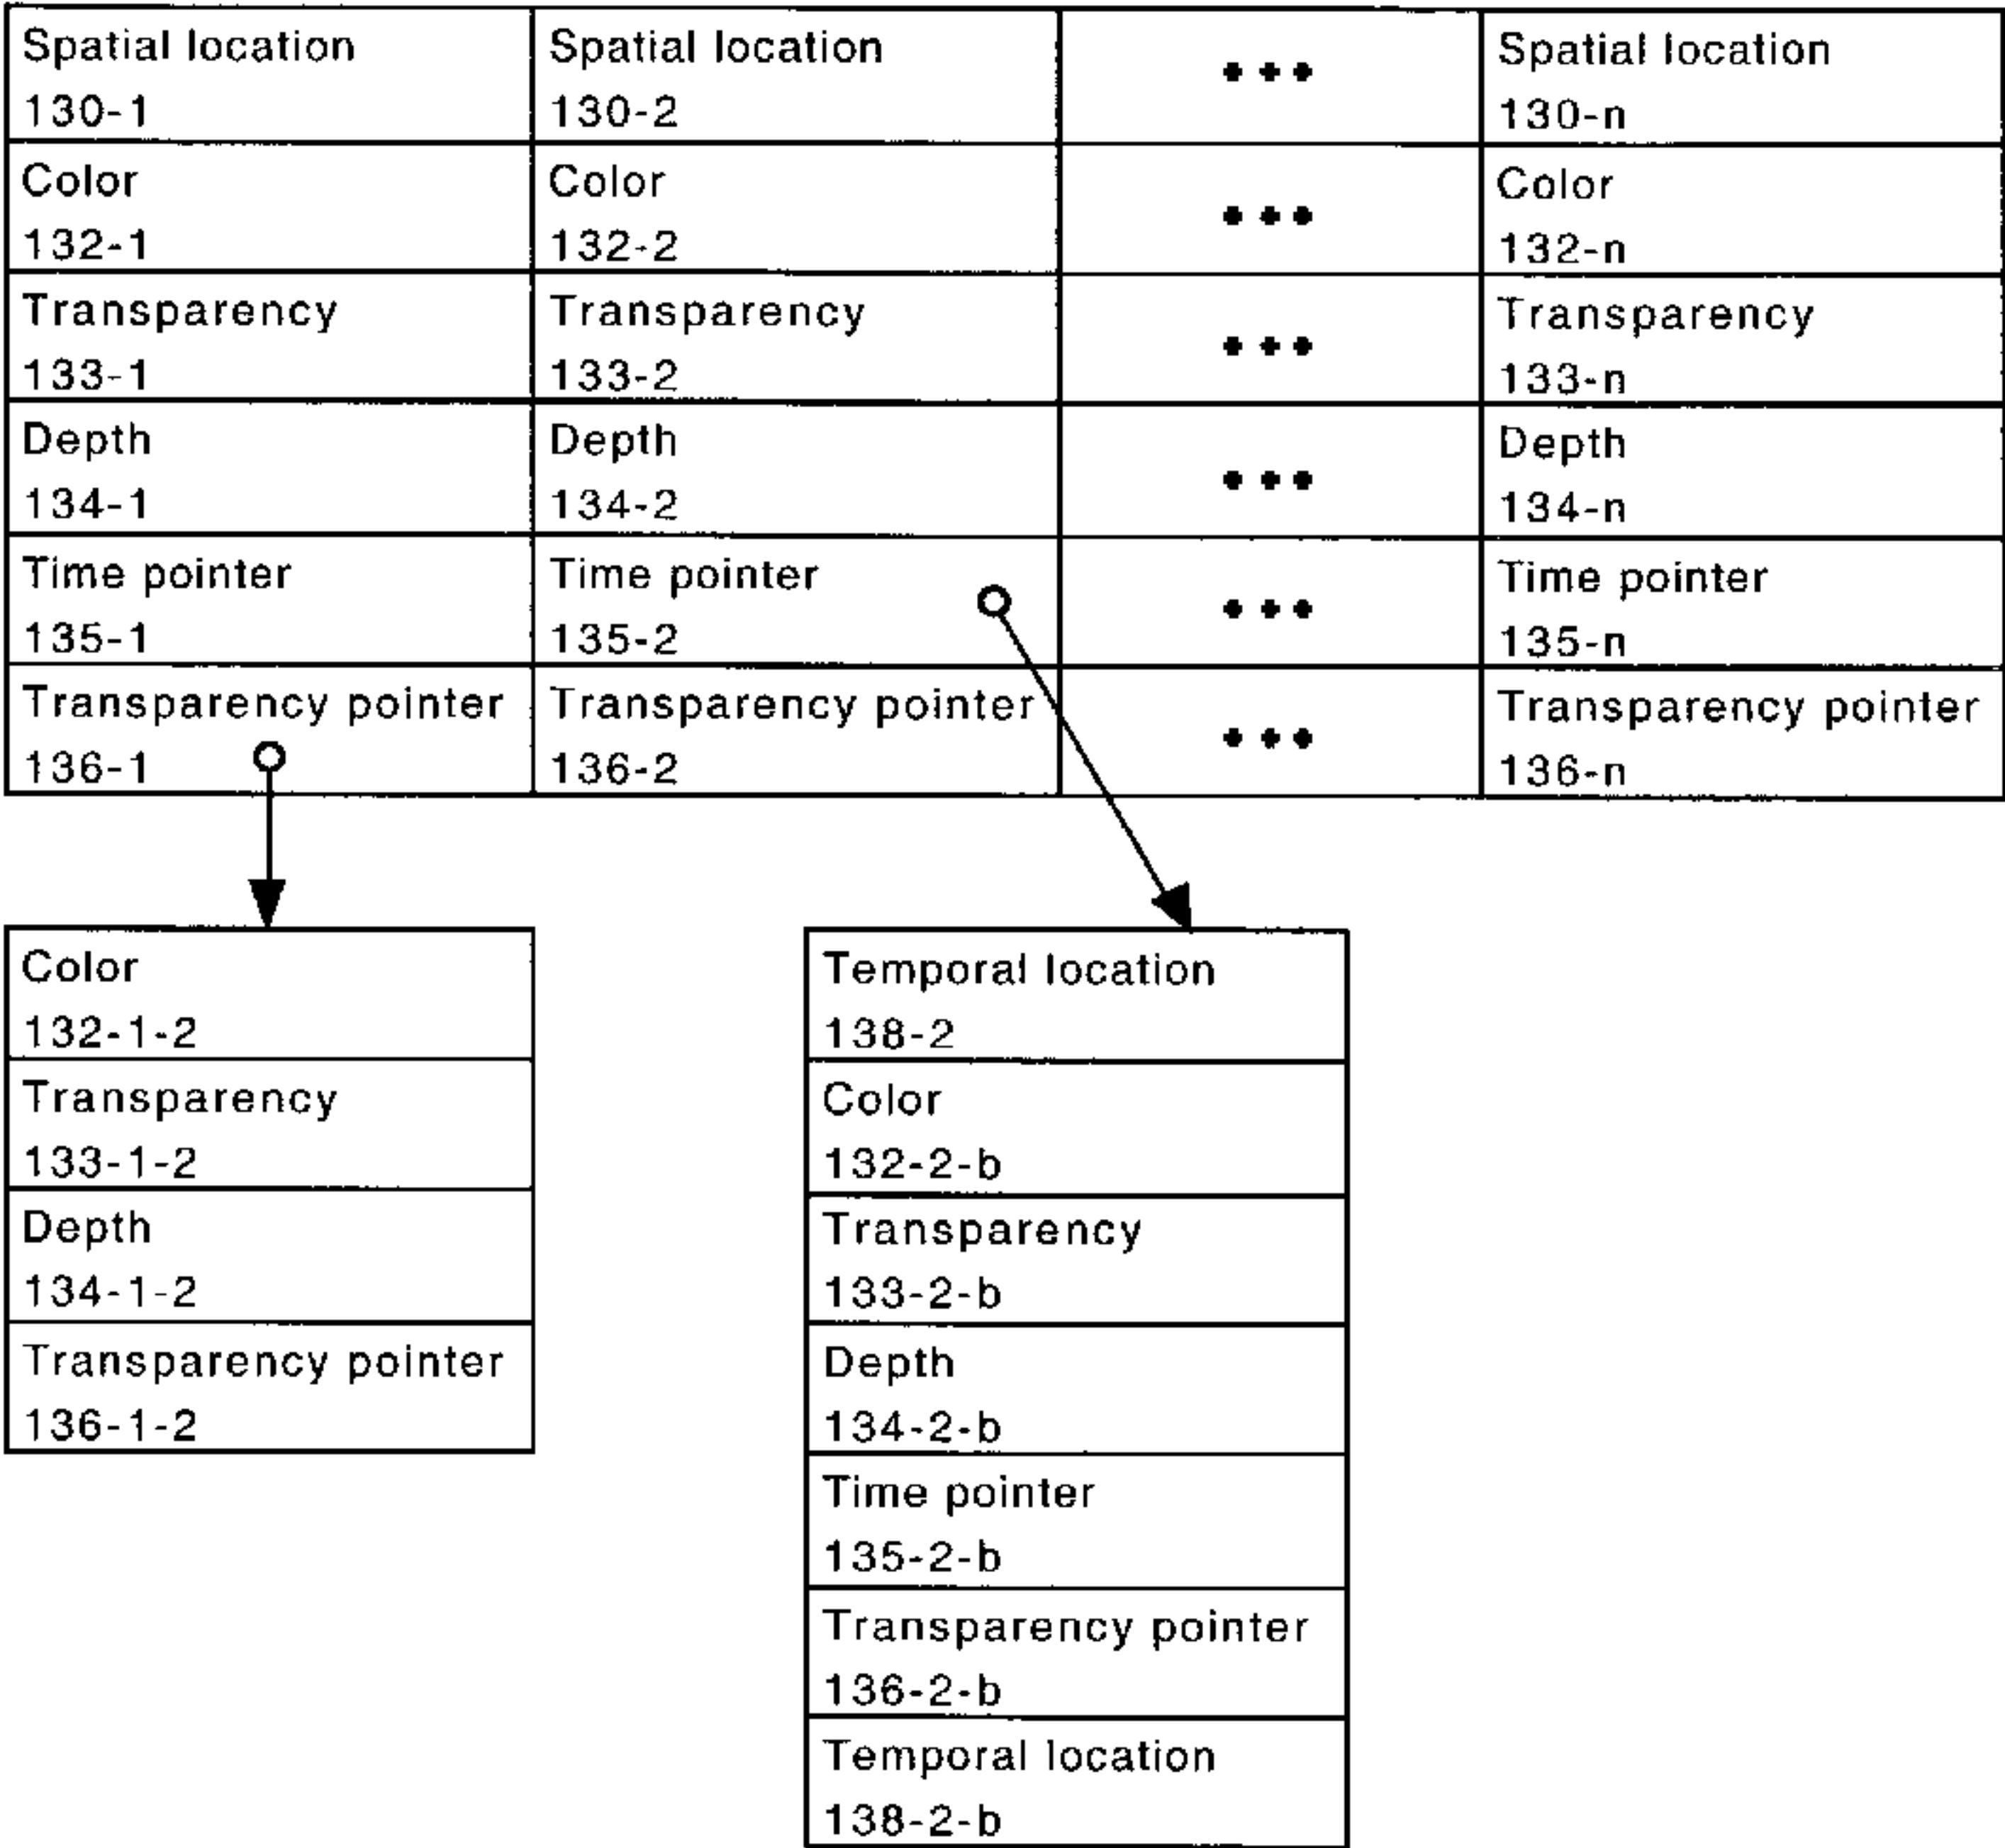 Spatial location
130-1
Spatial location
130-2
•••
Spatial location
130-n
Color
132-1
Color
132-2
•••
Color
132-n
Transparency
133-1
Transparency
133-2
•••
Transparency
133-n
Depth
134-1
Depth
134-2
•••
Depth
134-n
Time pointer
135-1
Time pointer
135-2
•••
Time pointer
135-n
Transparency pointer
136-1
Transparency pointer
136-2
•••
Transparency pointer
136-n
Color
132-1-2
Transparency
133-1-2
Depth
134-1-2
Transparency pointer
136-1-2
Temporal location
138-2
Color
132-2-b
Transparency
133-2-b
Depth
134-2-b
Time pointer
135-2-b
Transparency pointer
136-2-b
Temporal location
138-2-b